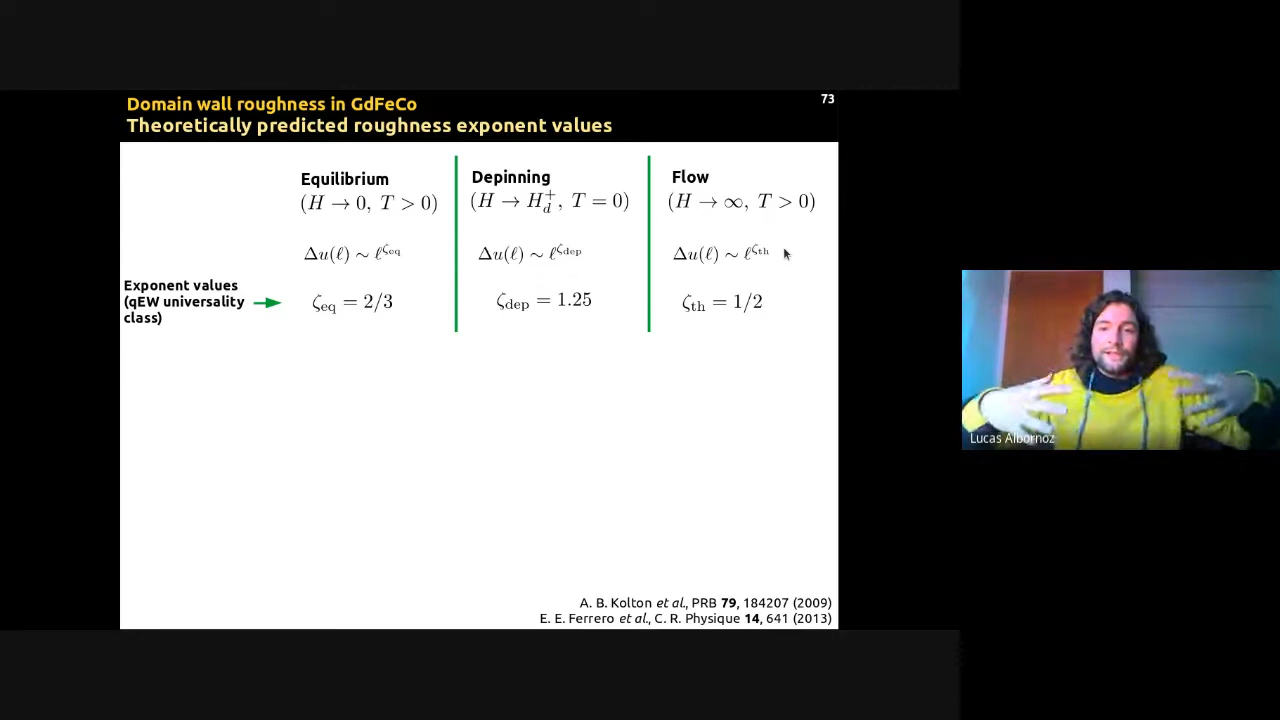 Domain wall roughness in GdFeCo
73
Theoretically predicted roughness exponent values
Equilibrium
(H → 0, T > 0)
Δu(ℓ) ∼ ℓ^ζeq
Depinning
(H → H_d^+, T = 0)
Δu(ℓ) ∼ ℓ^ζdep
Flow
(H → ∞, T > 0)
Δu(ℓ) ∼ ℓ^ζth
Exponent values
(qEW universality
class)
ζeq = 2/3
ζdep = 1.25
ζth = 1/2
A. B. Kolton et al., PRB 79, 184207 (2009)
E. E. Ferrero et al., C. R. Physique 14, 641 (2013)
Lucas Albornoz